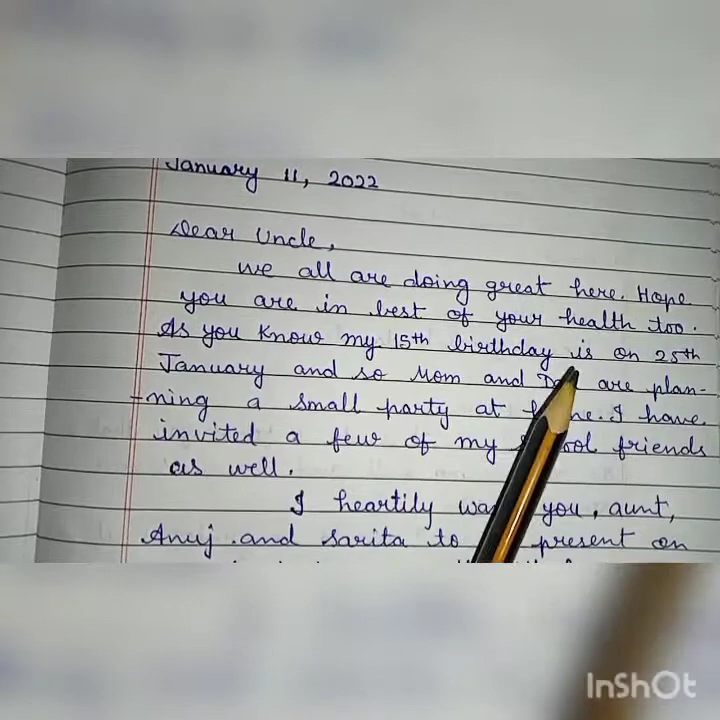 January 11, 2022
Dear Uncle,
we all are doing great here. Hope
you are in best of your health too.
As you know my 15th birthday is on 25th
January and so Mom and are plan-
-ning a small party at . I have
invited a few of my friends
as well.
I heartily you, aunt,
Anuj and sarita to present on
InShOt